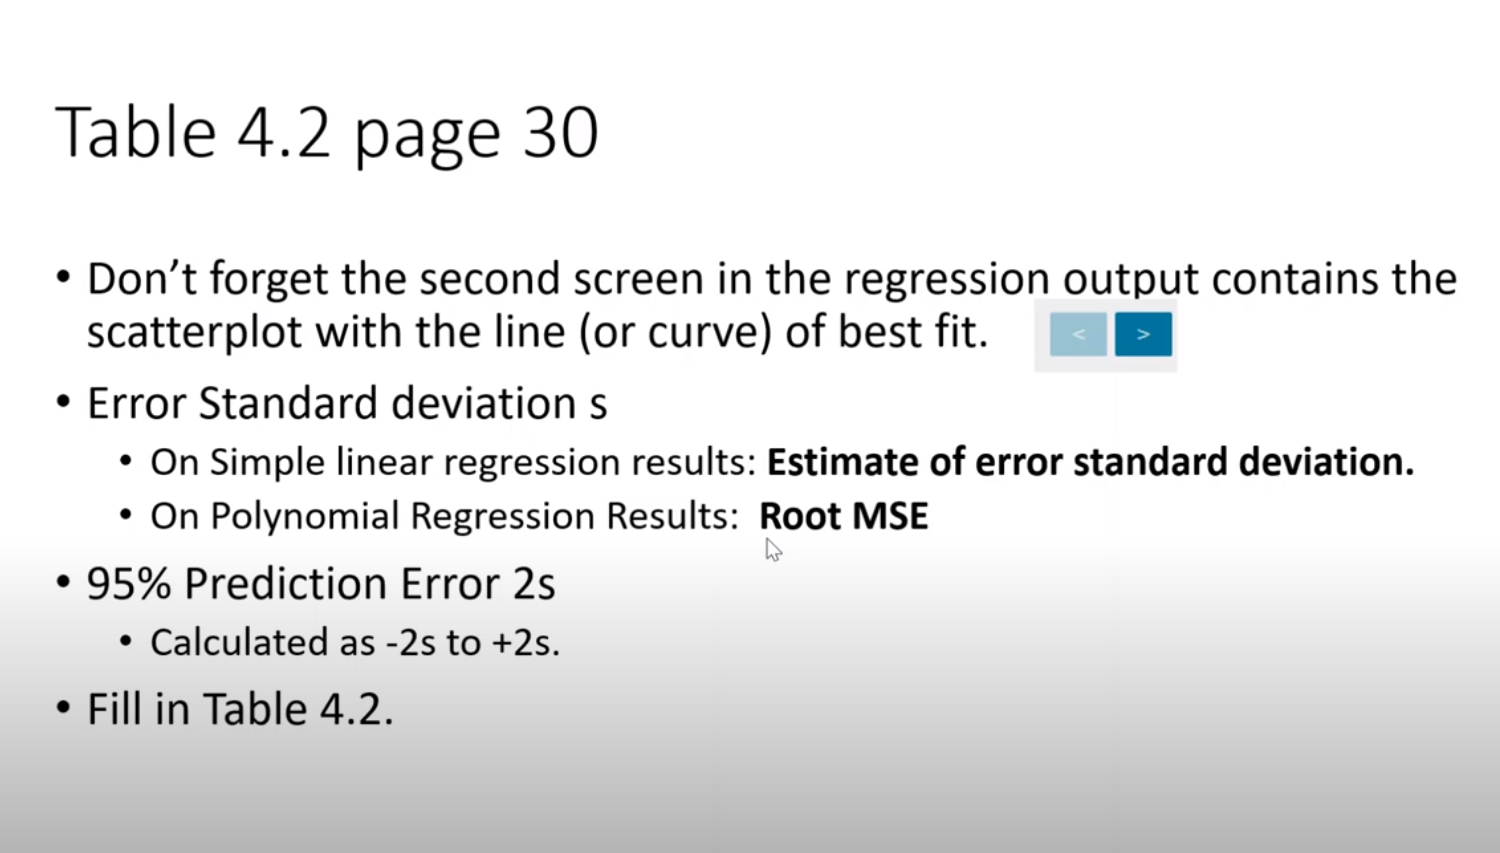 Table 4.2 page 30
• Don’t forget the second screen in the regression output contains the
scatterplot with the line (or curve) of best fit.
< >
• Error Standard deviation s
• On Simple linear regression results: Estimate of error standard deviation.
• On Polynomial Regression Results: Root MSE
• 95% Prediction Error 2s
• Calculated as -2s to +2s.
• Fill in Table 4.2.